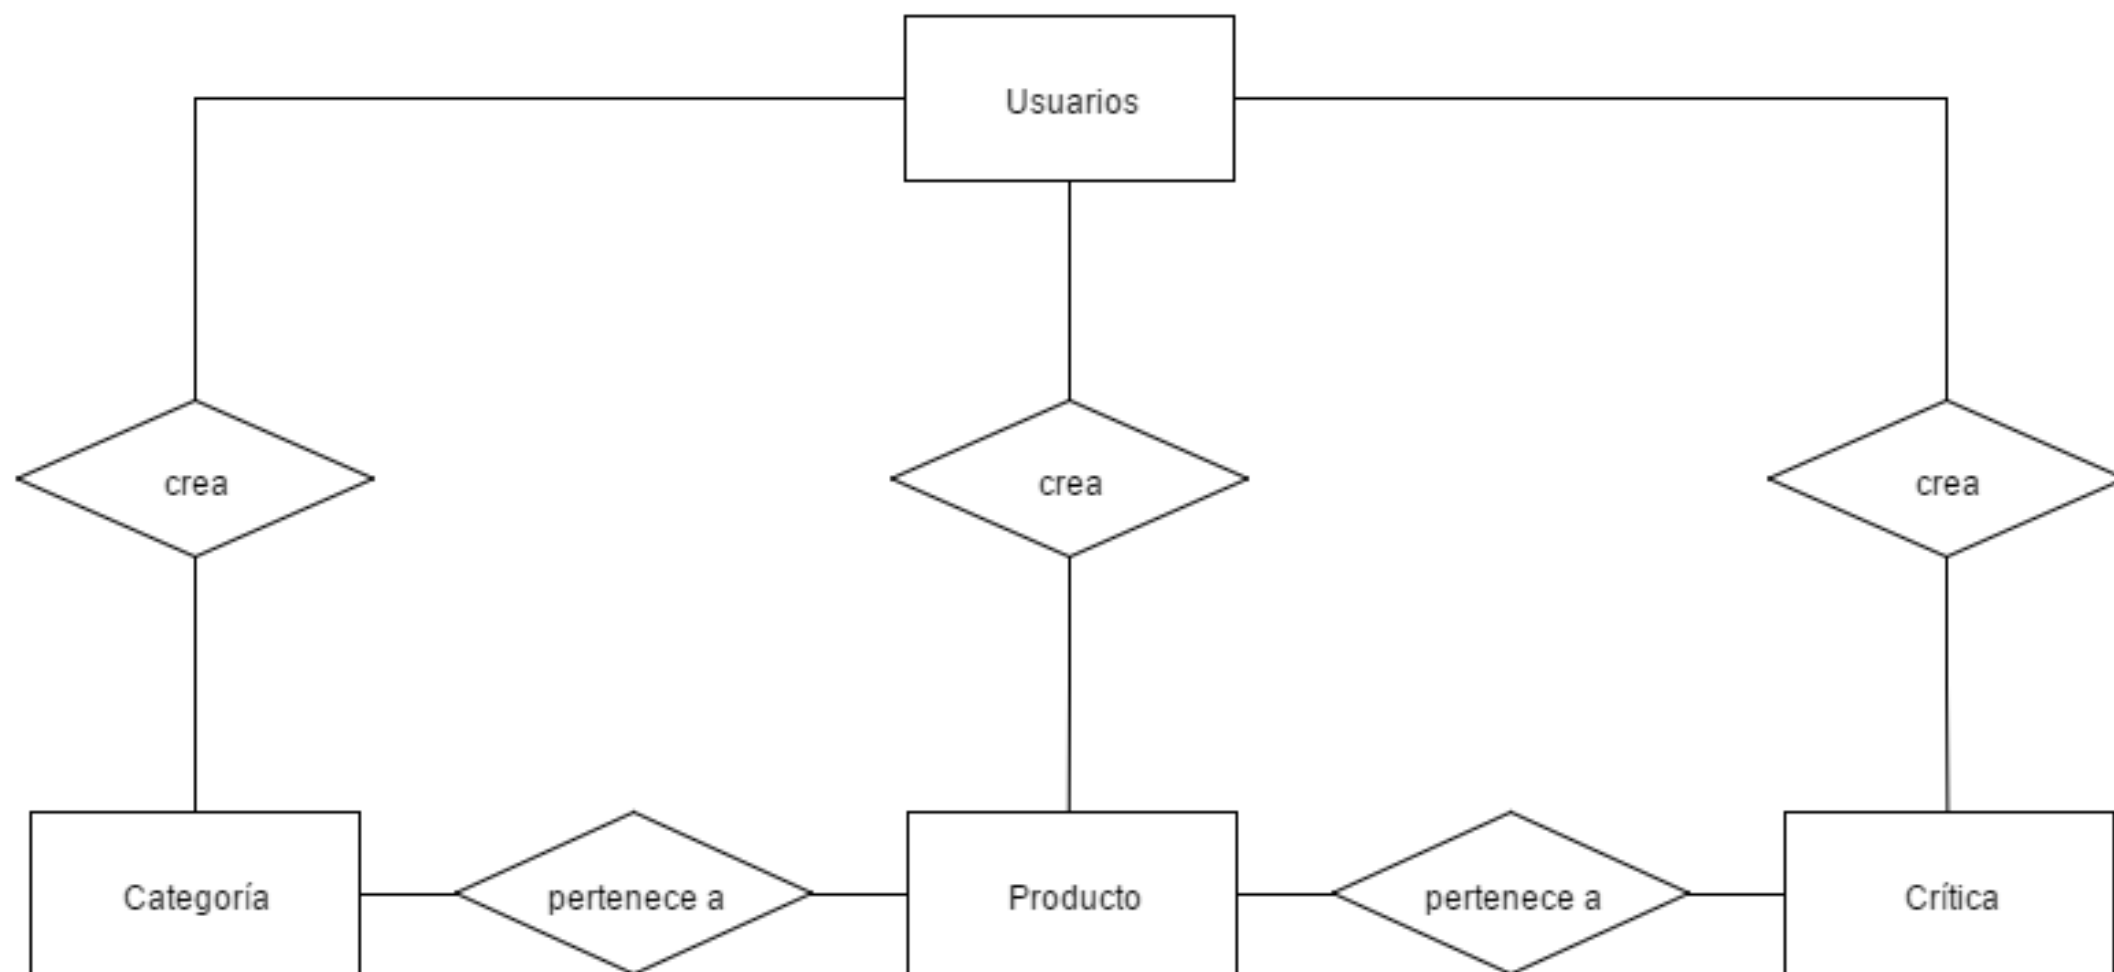 Usuarios
crea
crea
crea
Categoría
pertenece a
Producto
pertenece a
Crítica